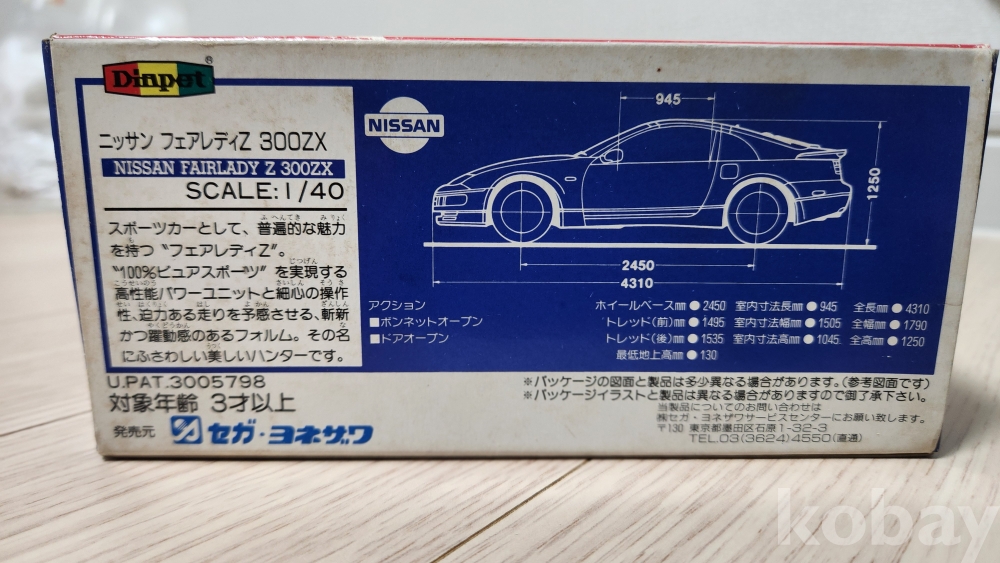 Diapet®
ニッサン フェアレディZ 300ZX
NISSAN FAIRLADY Z 300ZX
SCALE:1/40
スポーツカーとして、普遍的な魅力
を持つ“フェアレディZ”。
“100%ピュアスポーツ”を実現する
高性能パワーユニットと細心の操作
性、迫力ある走りを予感させる、斬新
かつ躍動感のあるフォルム。その名
にふさわしい美しいハンターです。
U.PAT.3005798
対象年齢 3才以上
発売元 セガ・ヨネザワ
NISSAN
945
1250
2450
4310
アクション
■ボンネットオープン
■ドアオープン
ホイールベース㎜●2450 室内寸法長㎜●945 全長㎜●4310
トレッド(前)㎜●1495 室内寸法幅㎜●1505 全幅㎜●1790
トレッド(後)㎜●1535 室内寸法高㎜●1045 全高㎜●1250
最低地上高㎜●130
※パッケージの図面と製品は多少異なる場合があります。(参考図面です)
※パッケージイラストと製品は異なる場合がありますので御了承下さい。
当製品についてのお問い合わせは
㈱セガ・ヨネザワサービスセンターにお願い致します。
〒130 東京都墨田区石原1-32-3
TEL.03(3624)4550(直通)
kobay